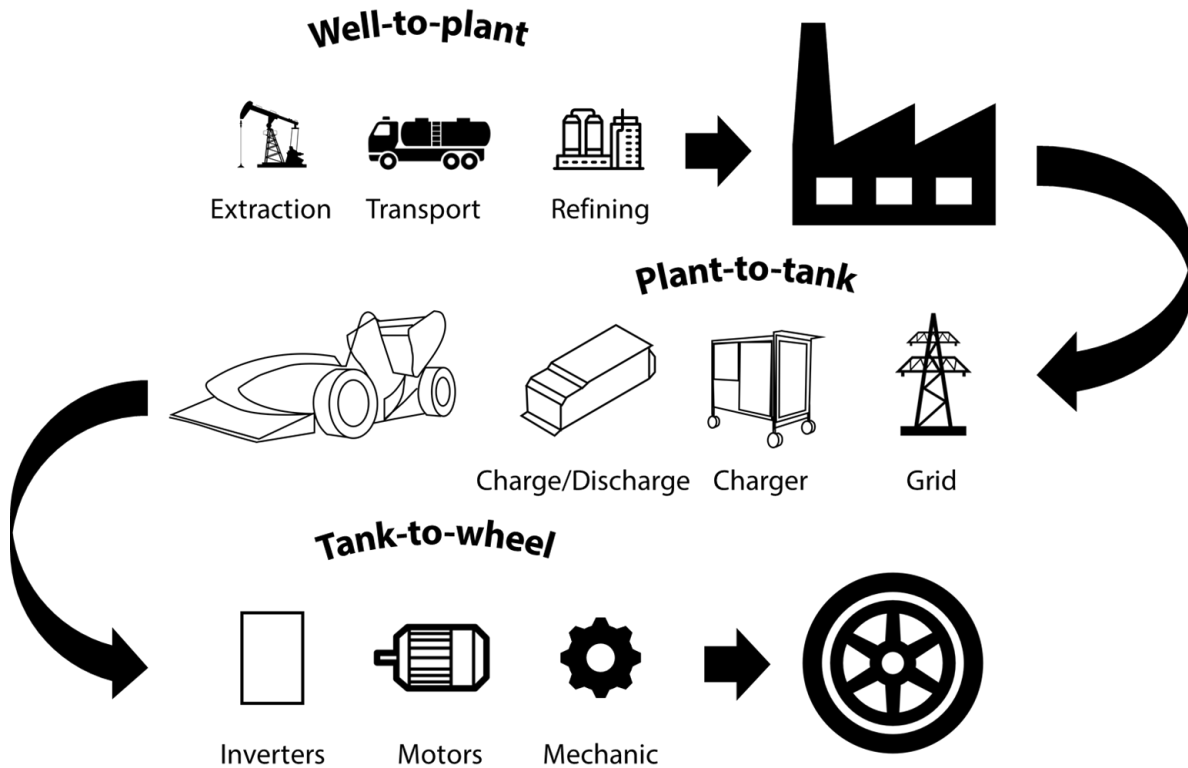 Well-to-plant
Extraction
Transport
Refining
Plant-to-tank
Charge/Discharge
Charger
Grid
Tank-to-wheel
Inverters
Motors
Mechanic